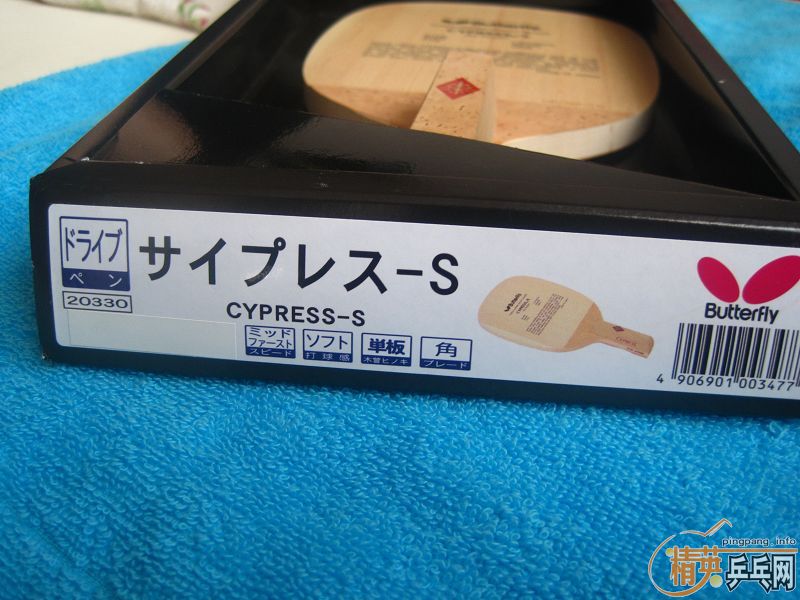 CYPRESS-S
ドライブ
ペン
20330
サイプレス-S
CYPRESS-S
ミッド
ファースト
スピード
ソフト
打球感
単板
木曽ヒノキ
角
ブレード
Butterfly
4 906901 003477
pingpang.info
精英乒乓网